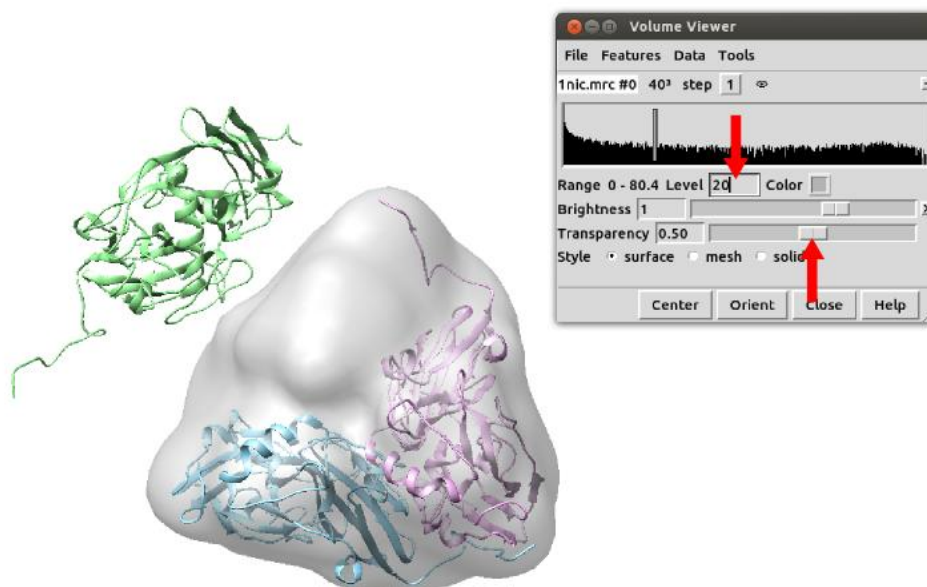 Volume Viewer
File Features Data Tools
1nic.mrc #0 40³ step 1
Range 0 - 80.4 Level 20 Color
Brightness 1
Transparency 0.50
Style surface mesh solid
Center Orient Close Help